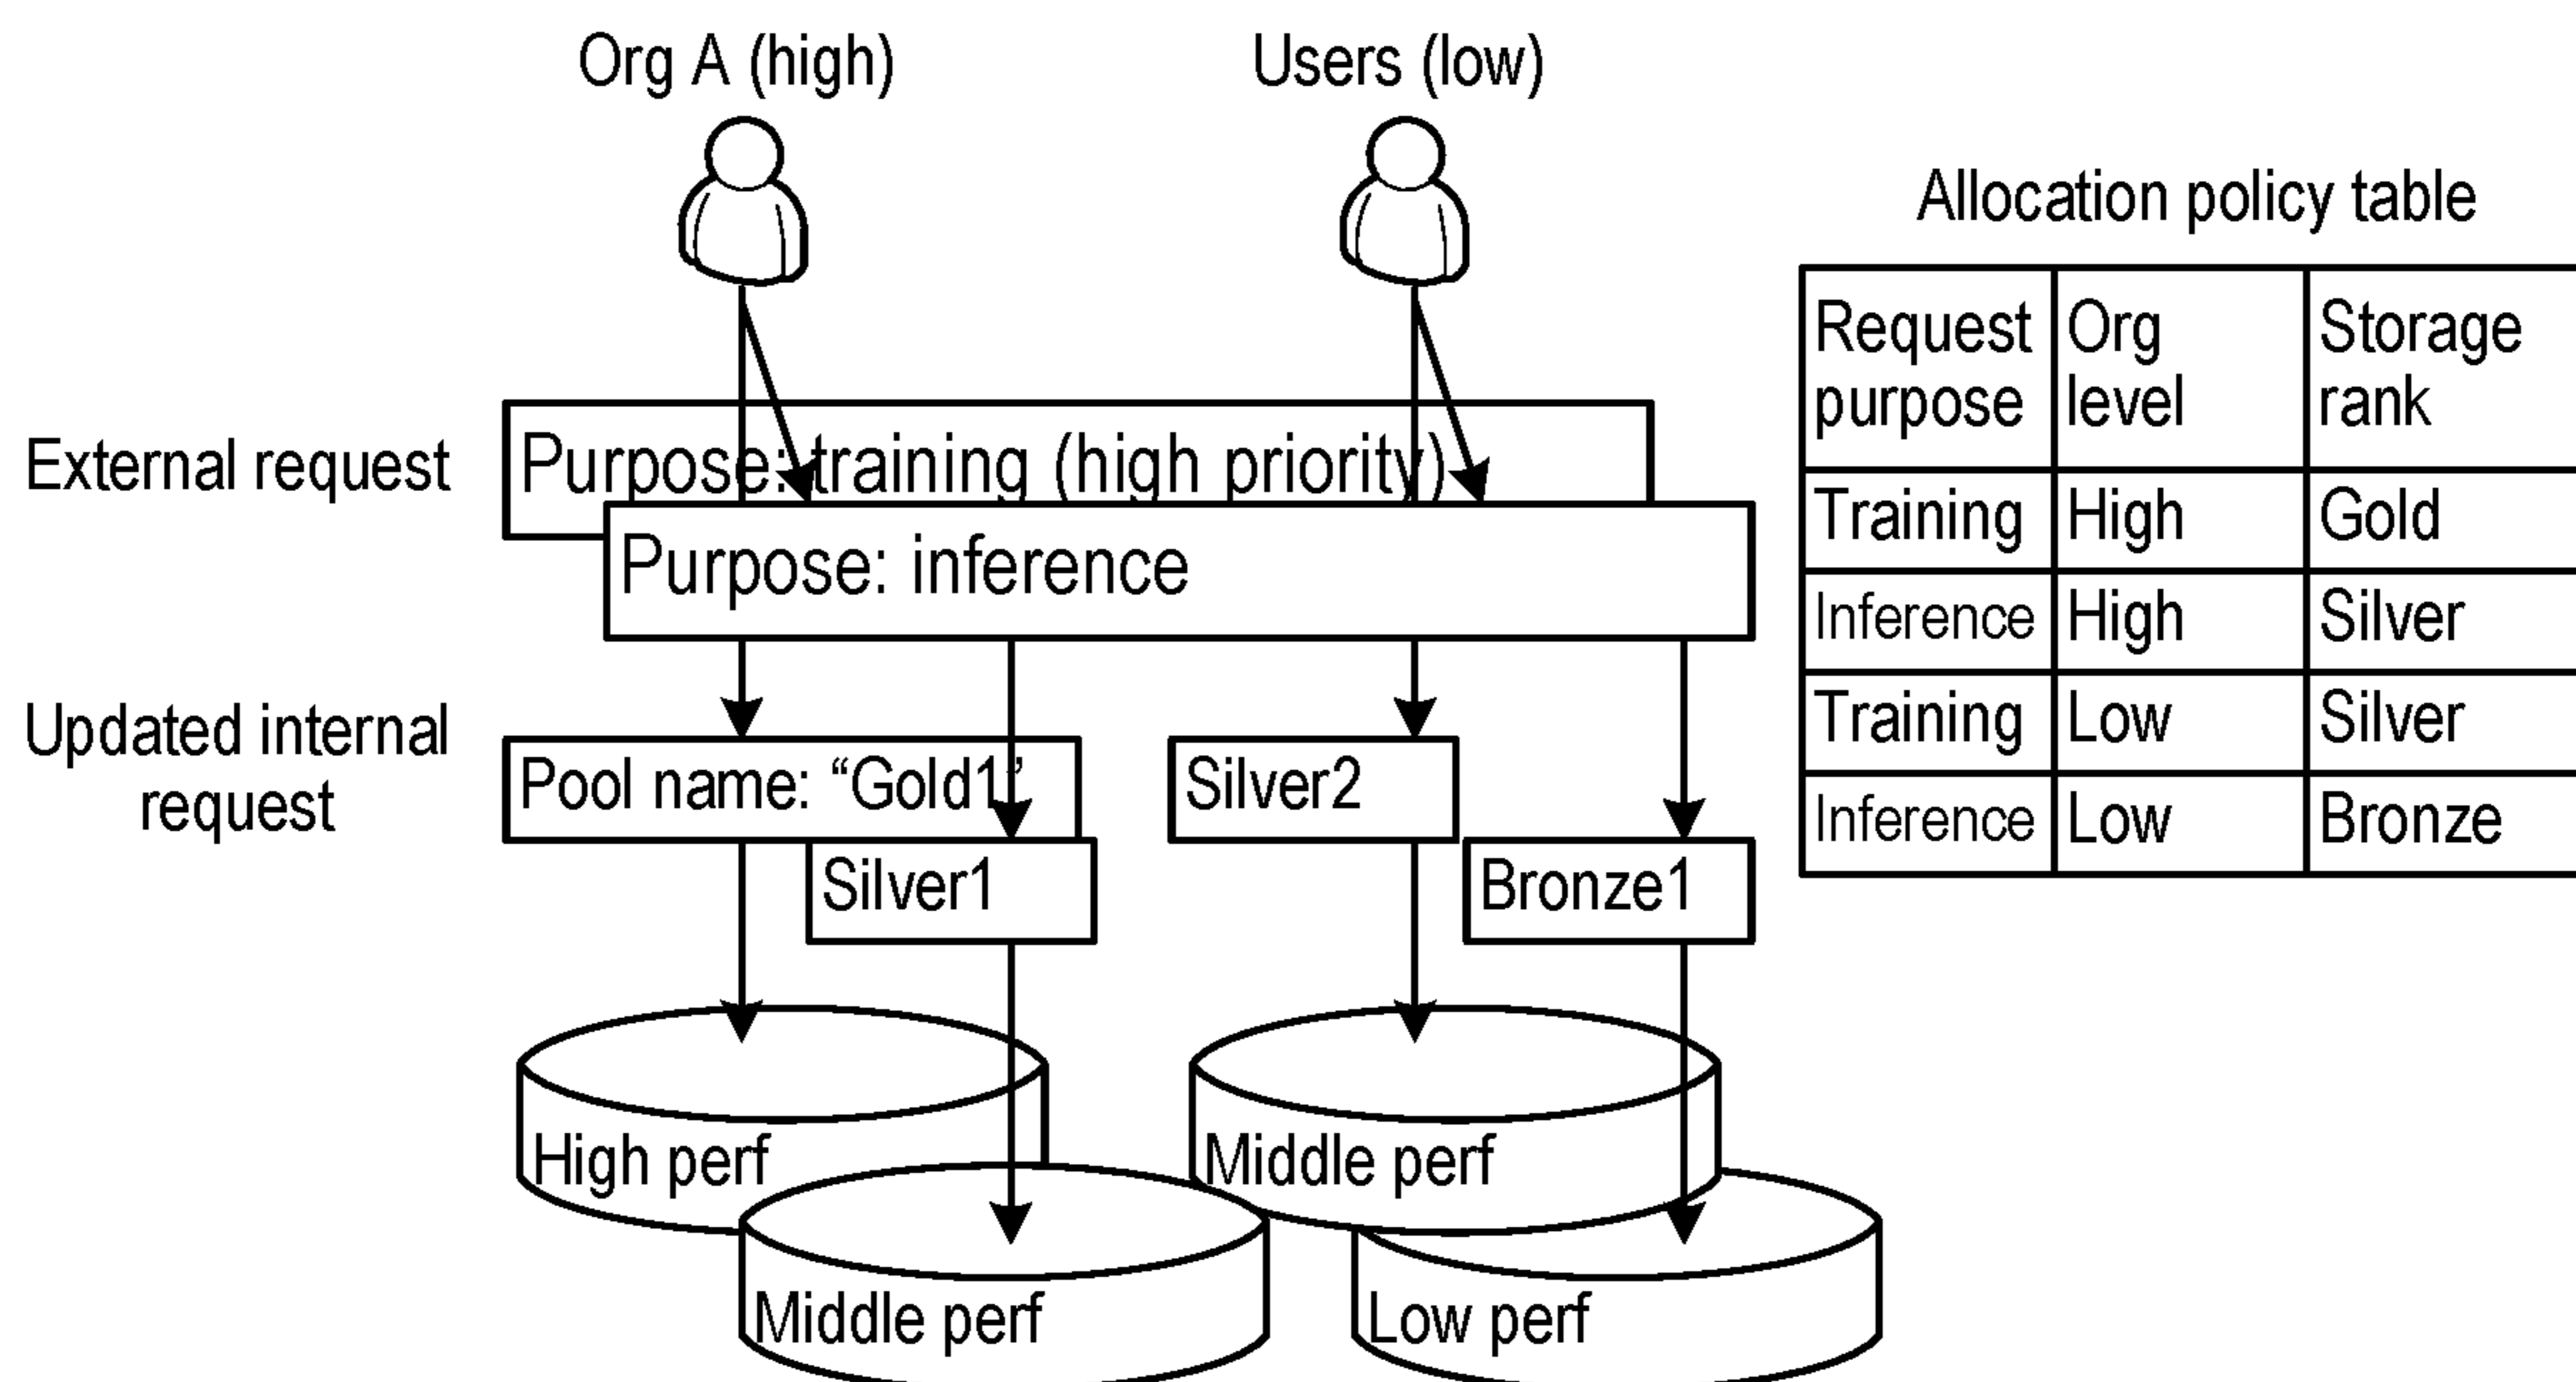 Org A (high)
Users (low)
External request
Purpose: training (high priority)
Purpose: inference
Updated internal
request
Pool name: “Gold1”
Silver1
Silver2
Bronze1
High perf
Middle perf
Middle perf
Low perf
Allocation policy table
Request purpose Org level Storage rank
Training High Gold
Inference High Silver
Training Low Silver
Inference Low Bronze